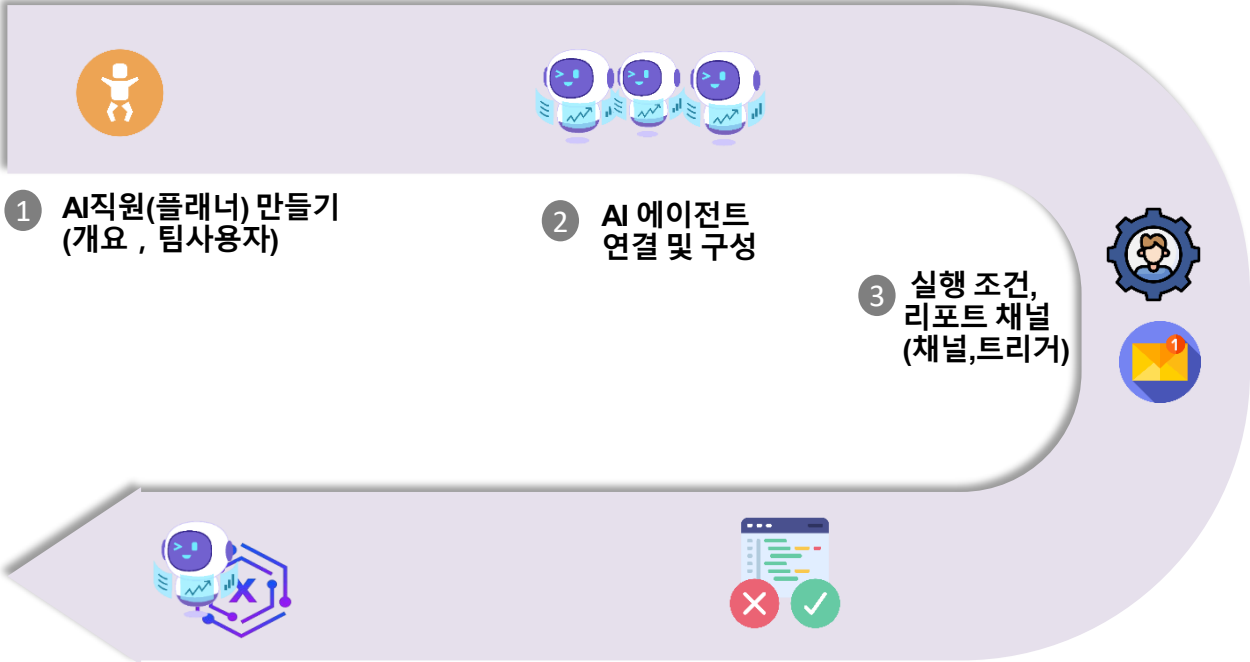 1
AI직원(플래너) 만들기
(개요 , 팀사용자)
2
AI 에이전트
연결 및 구성
3
실행 조건,
리포트 채널
(채널,트리거)
1
X